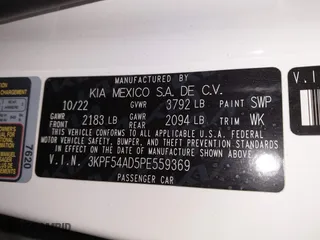 MANUFACTURED BY
KIA MEXICO S.A. DE C.V.
10/22 GVWR 3792 LB PAINT SWP
GAWR FRONT 2183 LB GAWR REAR 2094 LB TRIM WK
THIS VEHICLE CONFORMS TO ALL APPLICABLE U.S. FEDERAL
MOTOR VEHICLE SAFETY, BUMPER, AND THEFT PREVENTION
STANDARDS IN EFFECT ON THE DATE OF MANUFACTURE SHOWN ABOVE.
V.I.N. 3KPF54AD5PE559369
PASSENGER CAR
7820
V.I